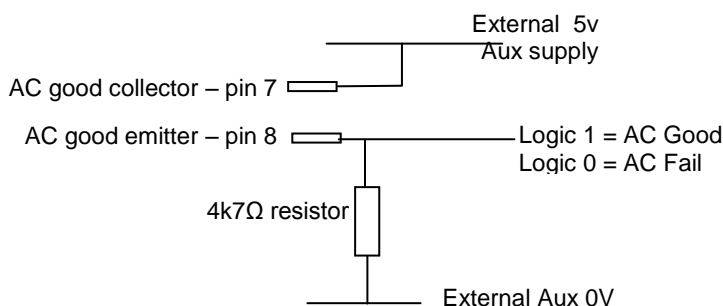 External 5v
Aux supply
AC good collector – pin 7
AC good emitter – pin 8
Logic 1 = AC Good
Logic 0 = AC Fail
4k7Ω resistor
External Aux 0V